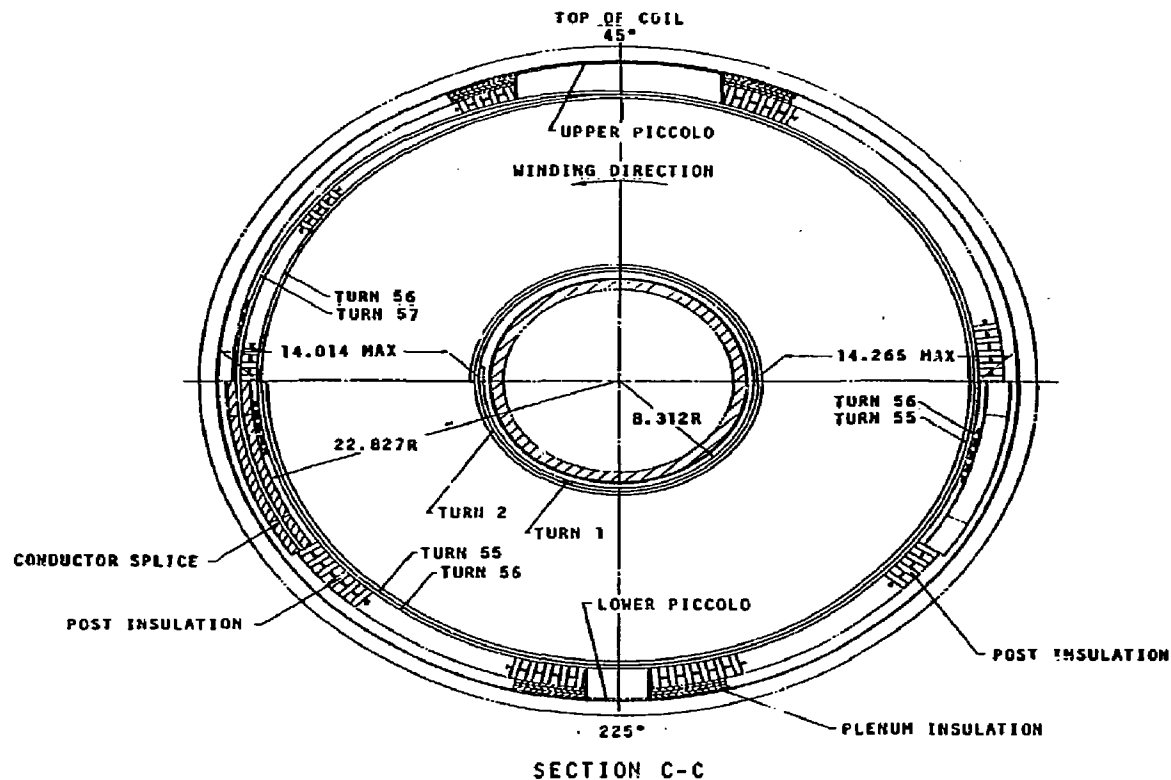 TOP OF COIL
45°
UPPER PICCOLO
WINDING DIRECTION
TURN 56
TURN 57
14.014 MAX
14.265 MAX
TURN 56
TURN 55
8.312R
22.827R
TURN 2
TURN 1
CONDUCTOR SPLICE
TURN 55
TURN 56
POST INSULATION
LOWER PICCOLO
POST INSULATION
PLENUM INSULATION
225°
SECTION C-C